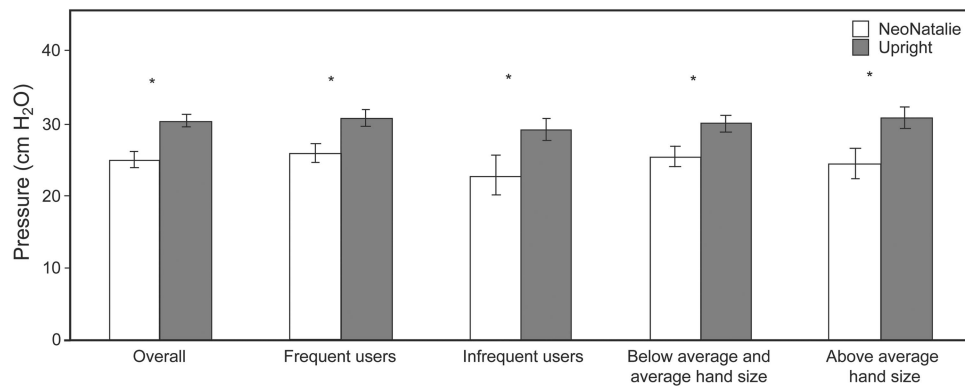 NeoNatalie
Upright
Pressure (cm H₂O)
40
30
20
10
0
* * * * *
Overall
Frequent users
Infrequent users
Below average and
average hand size
Above average
hand size